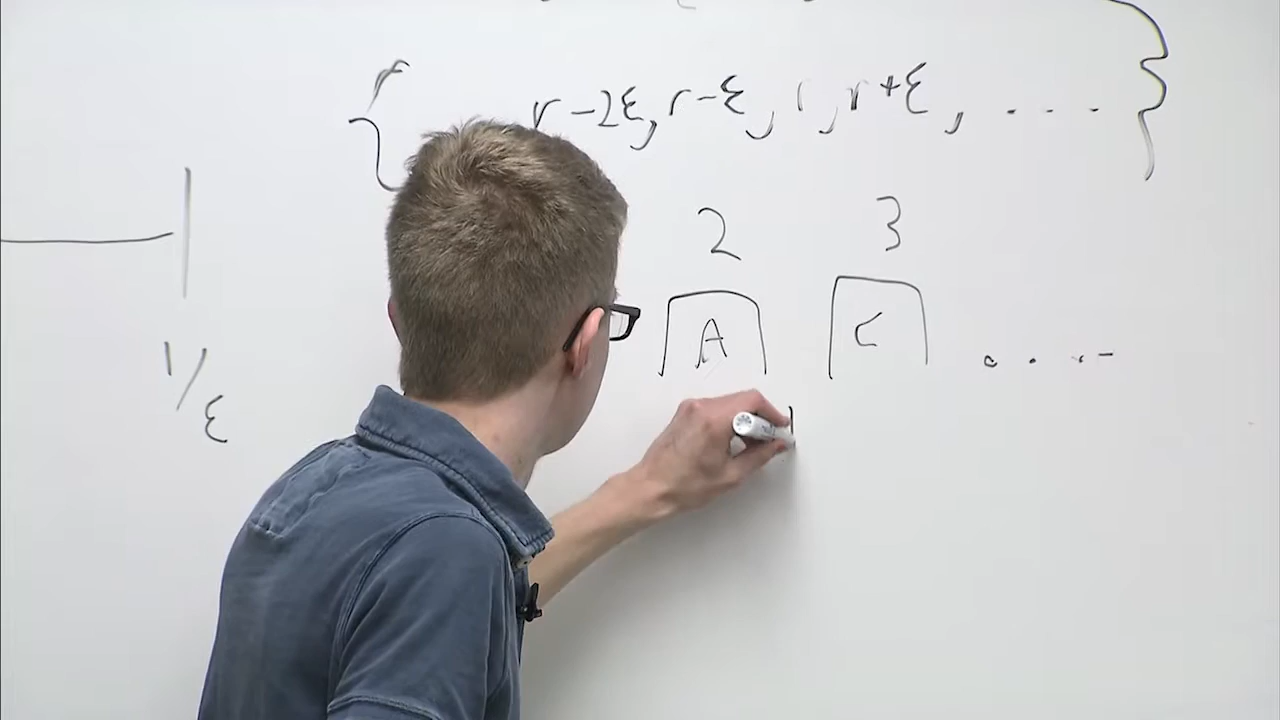 { r-2ε, r-ε, r, r+ε, .... }
2 3
A C ....
1/ε